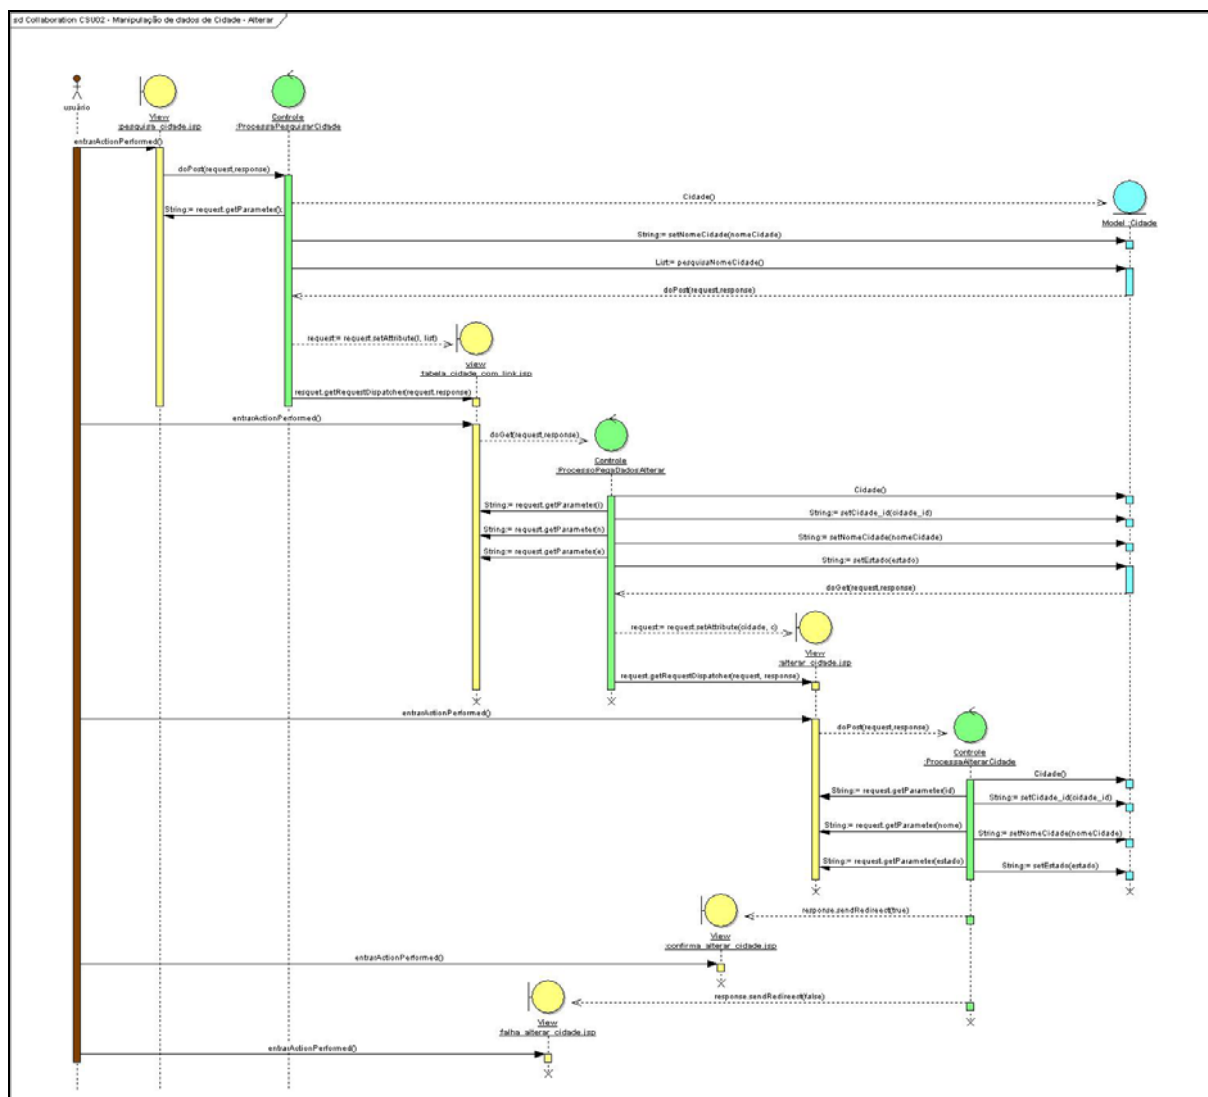 sd Collaboration CSU02 - Manipulação de dados de Cidade - Alterar
usuário
View
:pesquisa_cidade.jsp
Controle
:ProcessaPesquisarCidade
entrarActionPerformed()
doPost(request,response)
Cidade()
Model :Cidade
String:= request.getParameter();
String:= setNomeCidade(nomeCidade)
List:= pesquisaNomeCidade()
doPost(request,response)
request:= request.setAttribute(l, list)
view
:tabela_cidade_com_link.jsp
resquet.getRequestDispatcher(request,response)
entrarActionPerformed()
doGet(request,response)
Controle
:ProcessoPegaDadosAlterar
Cidade()
String:= request.getParameter(i)
String:= setCidade_id(cidade_id)
String:= request.getParameter(n)
String:= setNomeCidade(nomeCidade)
String:= request.getParameter(e)
String:= setEstado(estado)
doGet(request,response)
request:= request.setAttribute(cidade, c)
View
:alterar_cidade.jsp
request.getRequestDispatcher(request, response)
entrarActionPerformed()
doPost(request,response)
Controle
:ProcessaAlterarCidade
Cidade()
String:= request.getParameter(id)
String:= setCidade_id(cidade_id)
String:= request.getParameter(nome)
String:= setNomeCidade(nomeCidade)
String:= request.getParameter(estado)
String:= setEstado(estado)
response.sendRedireect(true)
View
:confirma_alterar_cidade.jsp
entrarActionPerformed()
response.sendRedireect(false)
View
:falha_alterar_cidade.jsp
entrarActionPerformed()